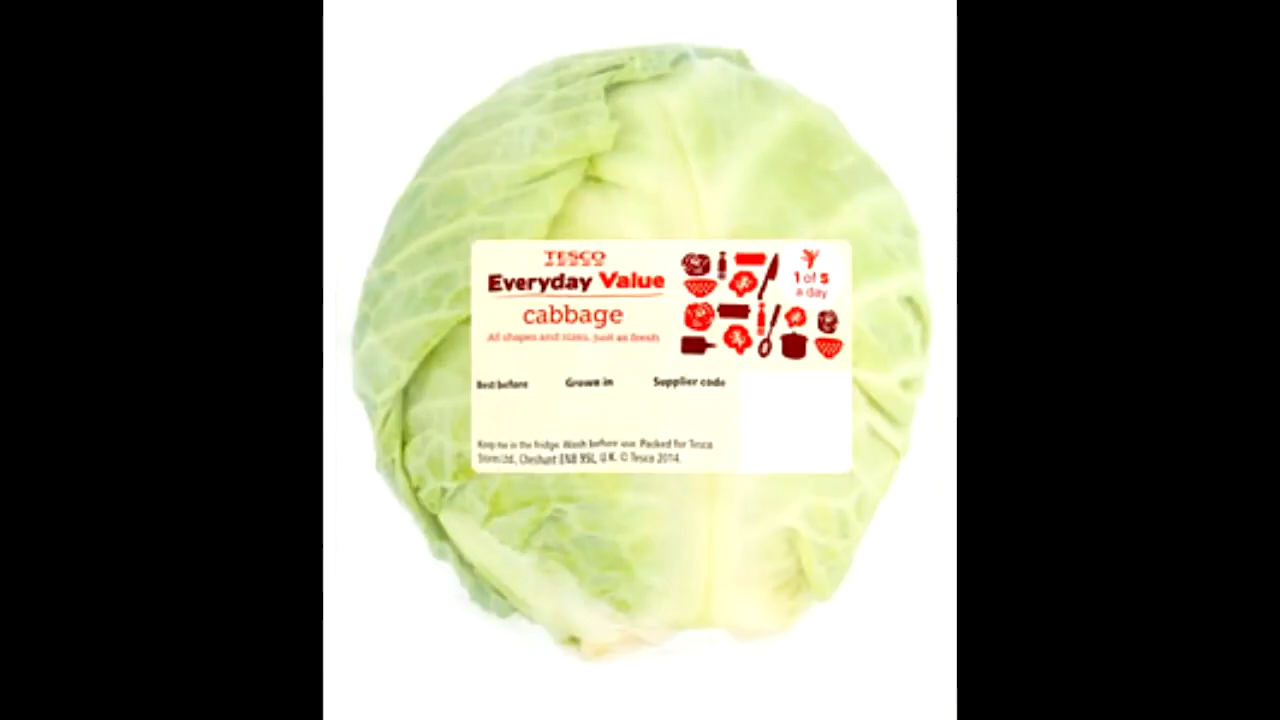 TESCO
Everyday Value
cabbage
All shapes and sizes, just as fresh
1 of 5
a day
Best before
Grown in
Supplier code
Keep me in the fridge. Wash before use. Packed for Tesco
Stores Ltd., Cheshunt EN8 9SL, U.K. © Tesco 2014.